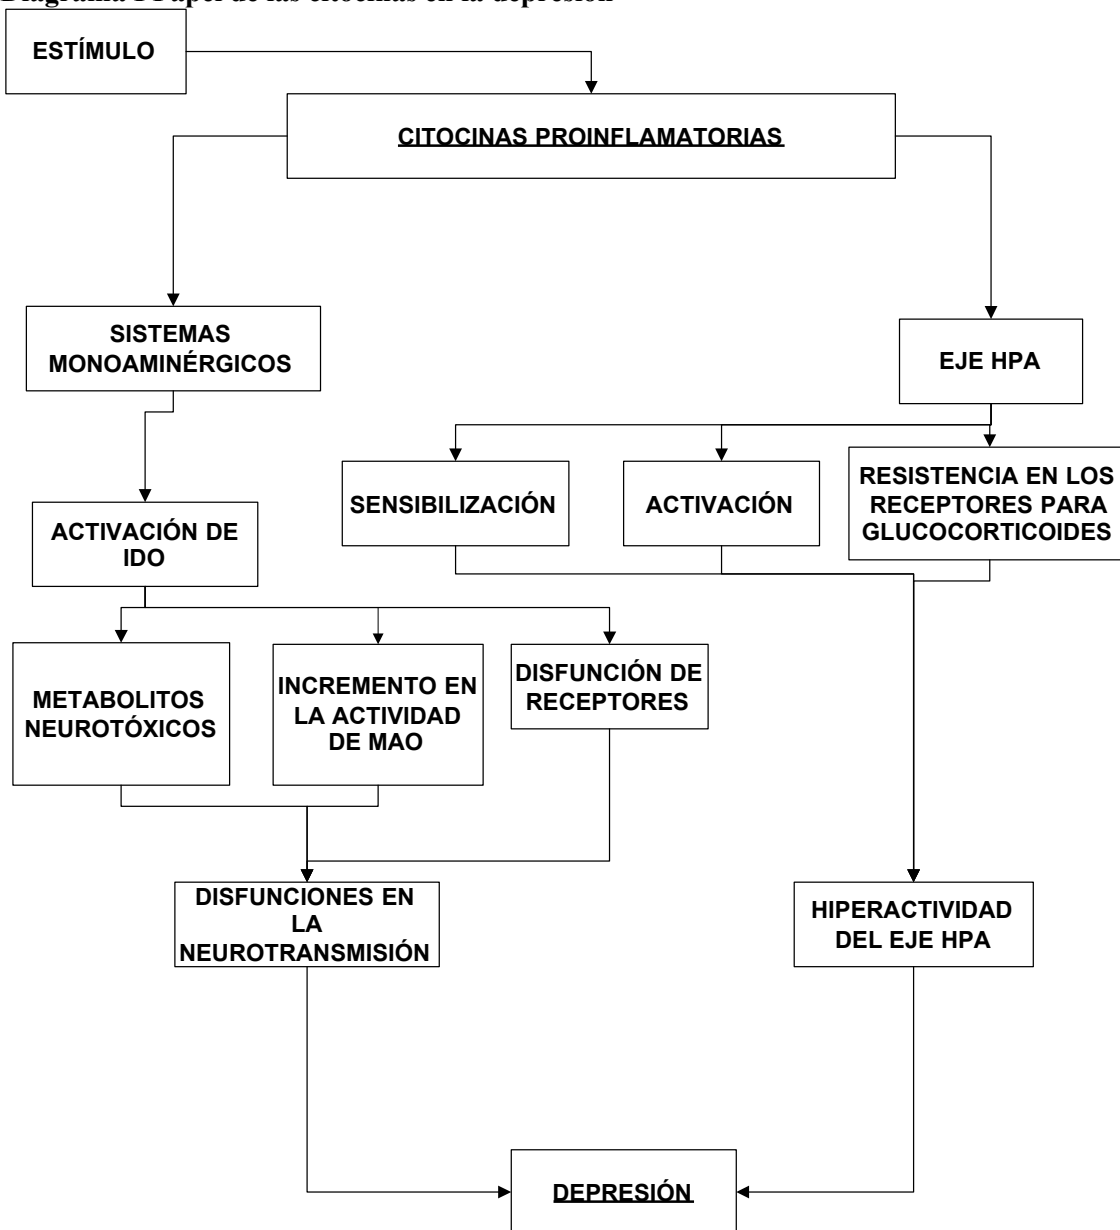 Diagrama 1 Papel de las citocinas en la depresión
ESTÍMULO
CITOCINAS PROINFLAMATORIAS
SISTEMAS
MONOAMINÉRGICOS
EJE HPA
SENSIBILIZACIÓN
ACTIVACIÓN
RESISTENCIA EN LOS
RECEPTORES PARA
GLUCOCORTICOIDES
ACTIVACIÓN DE
IDO
METABOLITOS
NEUROTÓXICOS
INCREMENTO EN
LA ACTIVIDAD
DE MAO
DISFUNCIÓN DE
RECEPTORES
DISFUNCIONES EN
LA
NEUROTRANSMISIÓN
HIPERACTIVIDAD
DEL EJE HPA
DEPRESIÓN